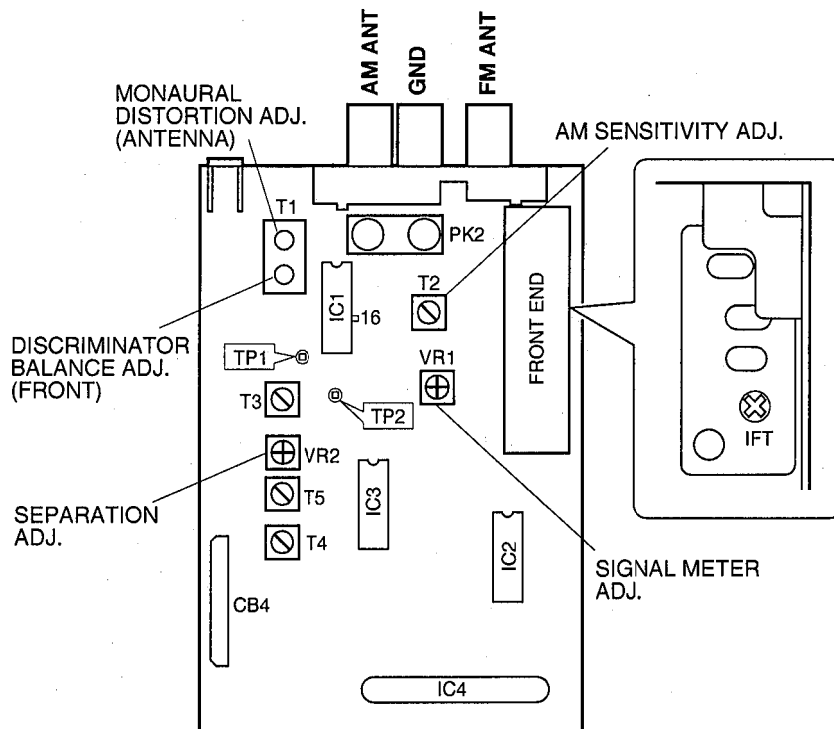 AM ANT
GND
FM ANT
MONAURAL
DISTORTION ADJ.
(ANTENNA)
AM SENSITIVITY ADJ.
T1
PK2
T2
IC1
16
FRONT END
DISCRIMINATOR
BALANCE ADJ.
(FRONT)
TP1
VR1
T3
TP2
IFT
VR2
SEPARATION
ADJ.
T5
IC3
T4
IC2
SIGNAL METER
ADJ.
CB4
IC4